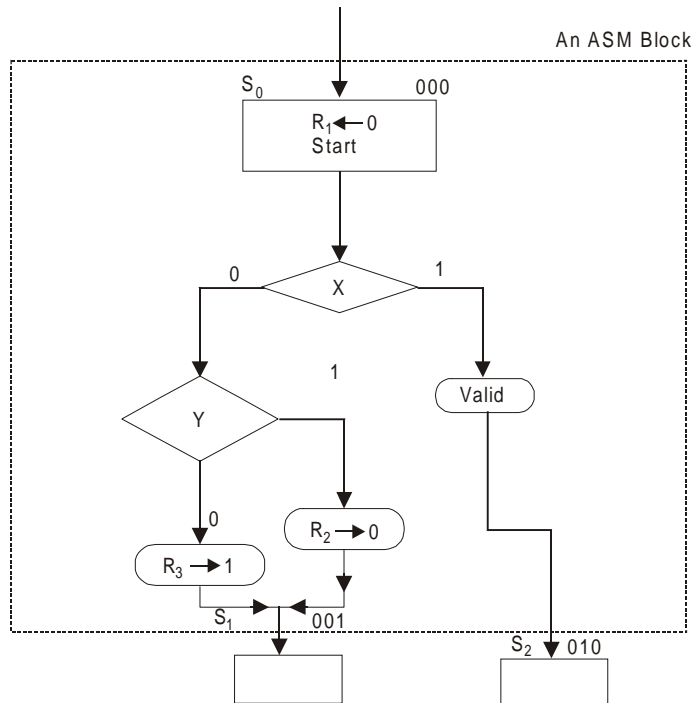 An ASM Block
S0 000
R1 ← 0
Start
0 1
X
1
Valid
Y
0
R2 → 0
R3 → 1
S1 001
S2 010